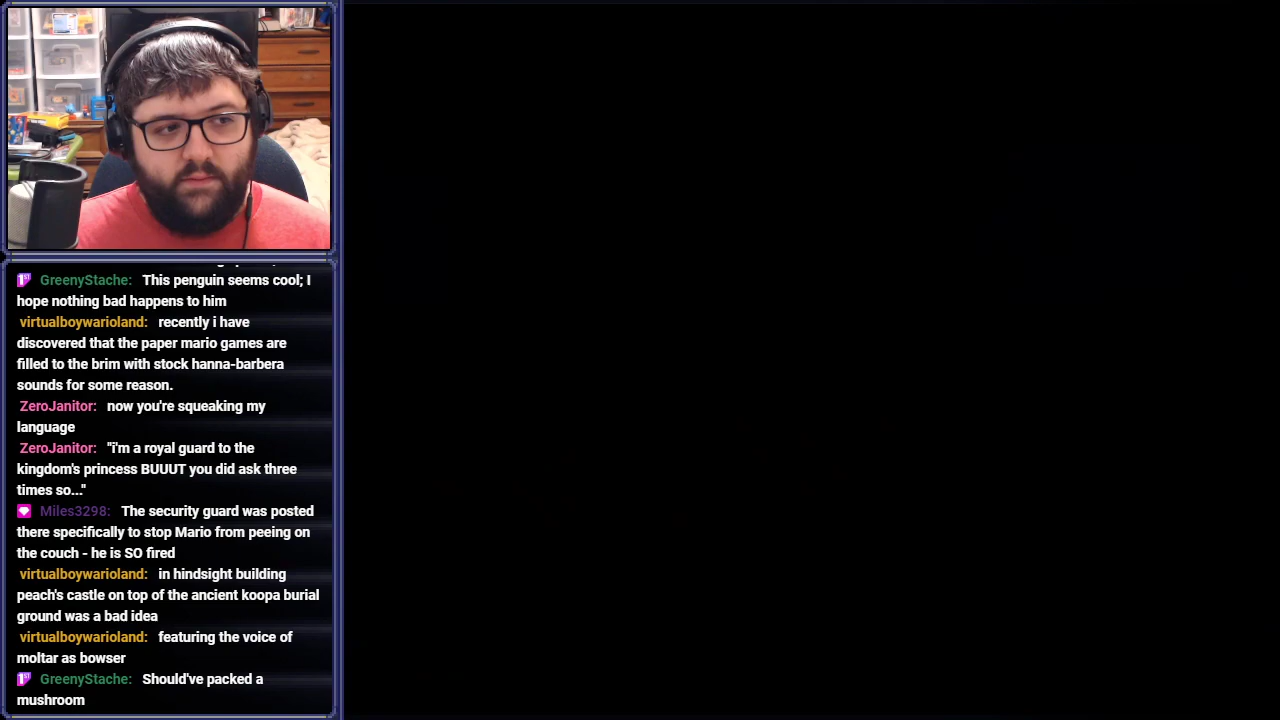 GreenyStache: This penguin seems cool; I
hope nothing bad happens to him
virtualboywarioland: recently i have
discovered that the paper mario games are
filled to the brim with stock hanna-barbera
sounds for some reason.
ZeroJanitor: now you're squeaking my
language
ZeroJanitor: "i'm a royal guard to the
kingdom's princess BUUUT you did ask three
times so..."
Miles3298: The security guard was posted
there specifically to stop Mario from peeing on
the couch - he is SO fired
virtualboywarioland: in hindsight building
peach's castle on top of the ancient koopa burial
ground was a bad idea
virtualboywarioland: featuring the voice of
moltar as bowser
GreenyStache: Should've packed a
mushroom